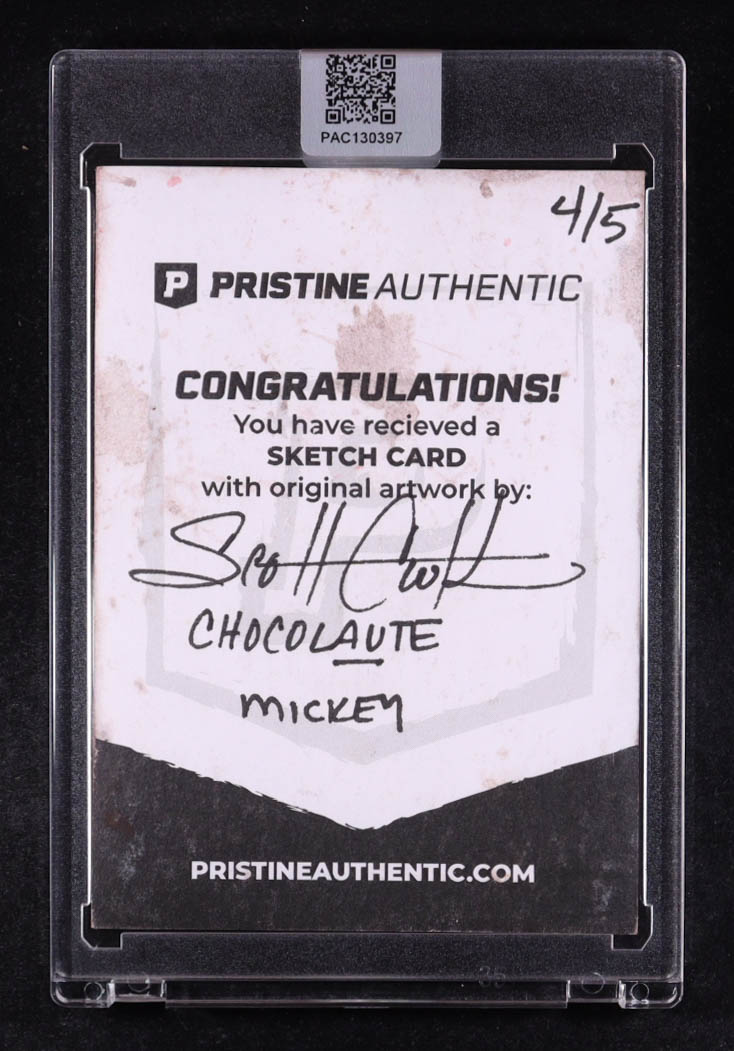 PAC130397
4/5
P PRISTINE AUTHENTIC
CONGRATULATIONS!
You have recieved a
SKETCH CARD
with original artwork by:
Scott
CHOCOLAUTE
MICKEY
PRISTINEAUTHENTIC.COM